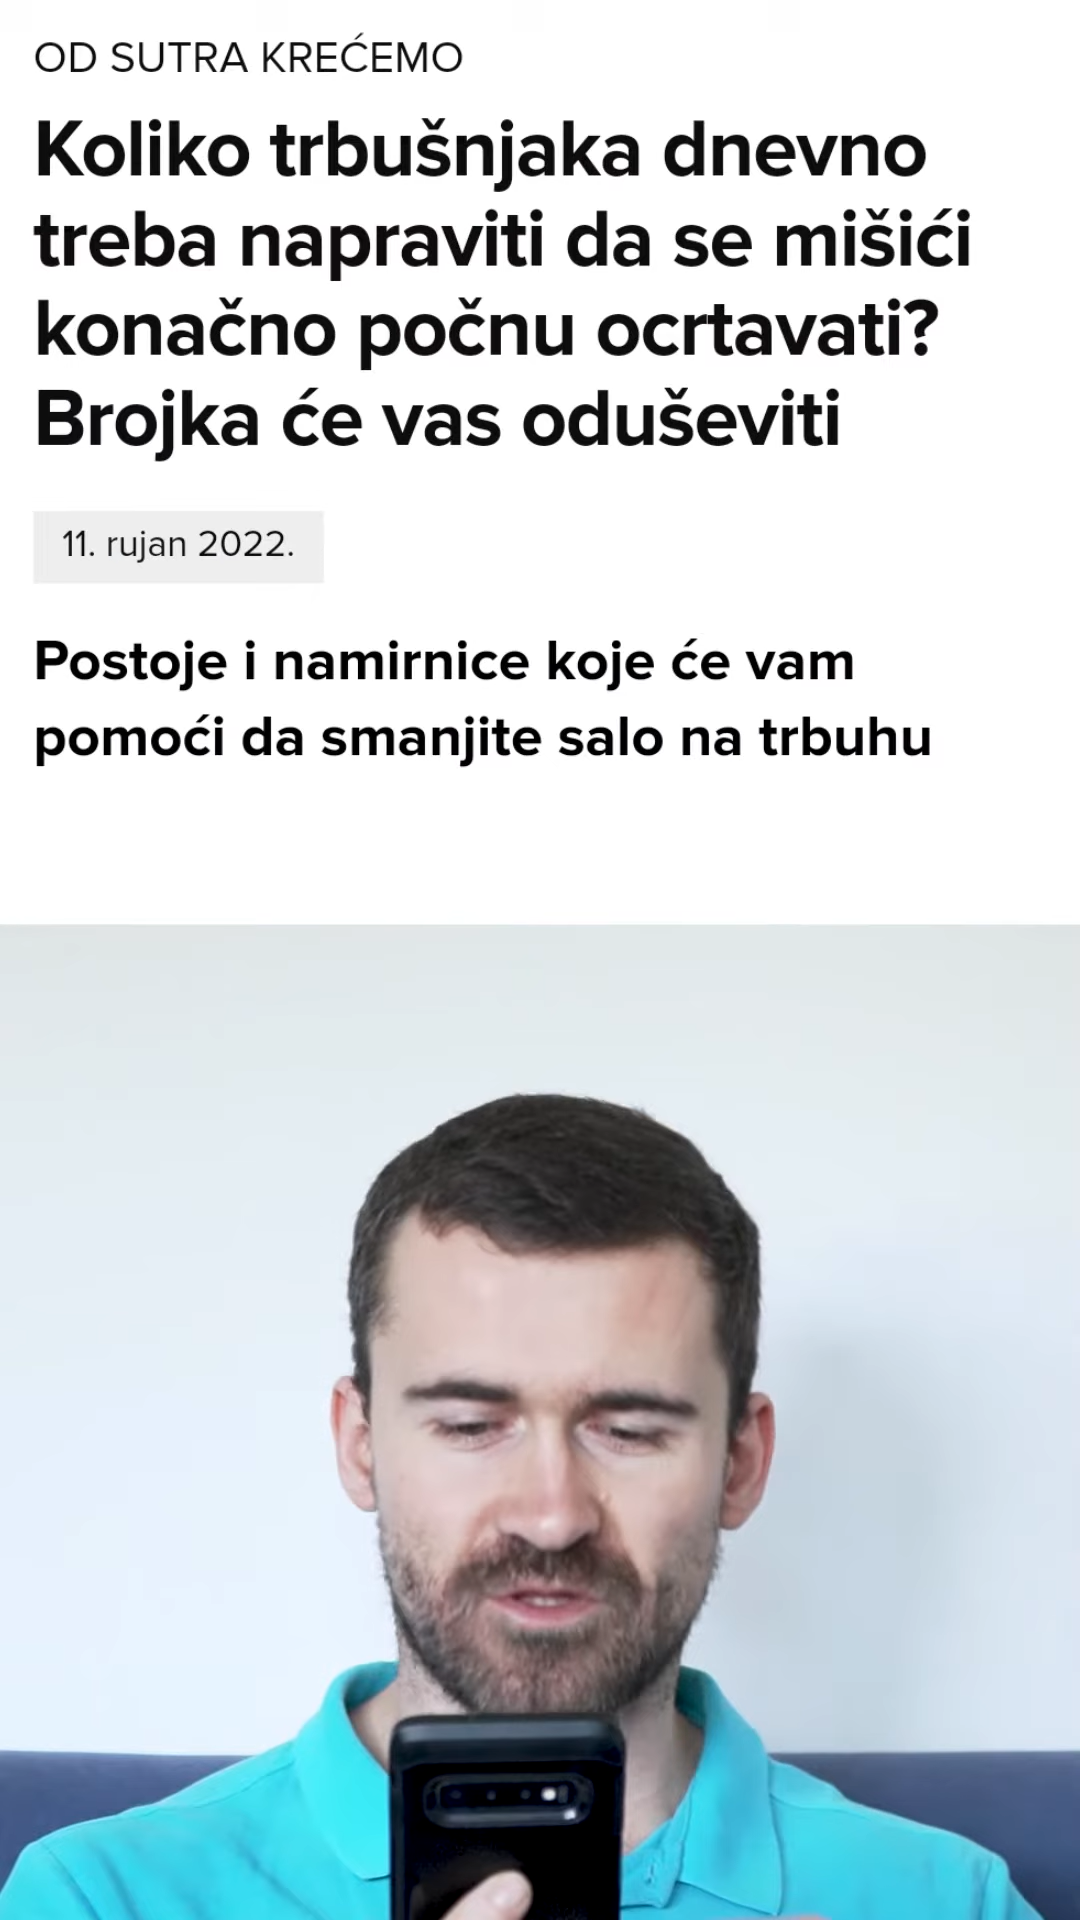 OD SUTRA KREĆEMO
Koliko trbušnjaka dnevno
treba napraviti da se mišići
konačno počnu ocrtavati?
Brojka će vas oduševiti
11. rujan 2022.
Postoje i namirnice koje će vam
pomoći da smanjite salo na trbuhu